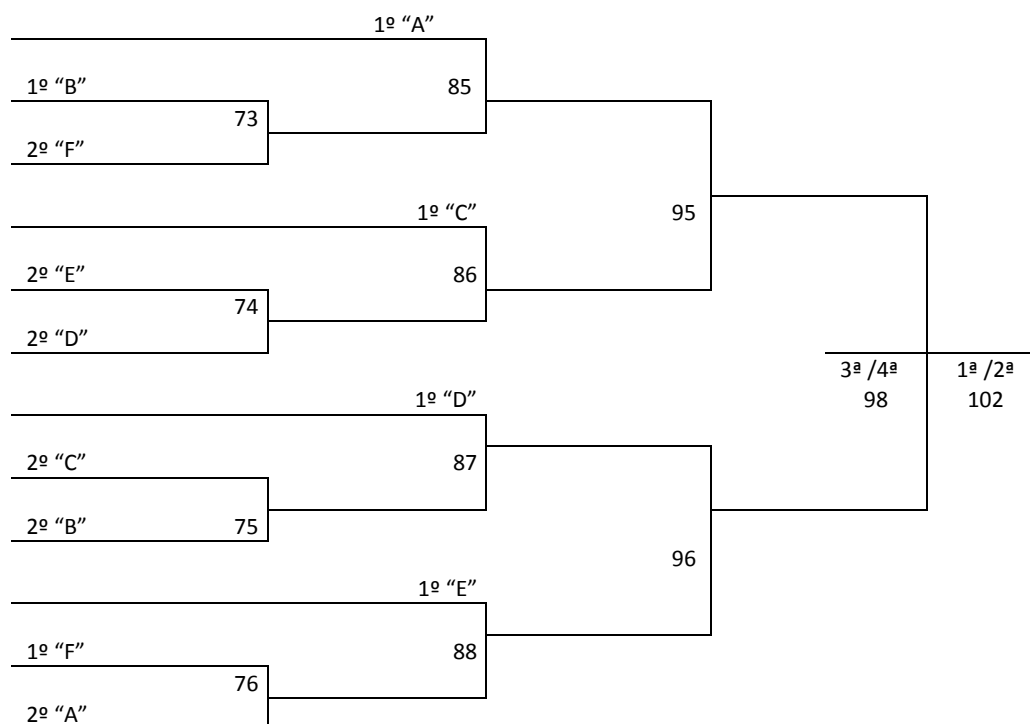 1º “A”
1º “B”
85
73
2º “F”
1º “C”
95
2º “E”
86
74
2º “D”
3ª /4ª
1ª /2ª
98
102
1º “D”
2º “C”
87
2º “B”
75
96
1º “E”
1º “F”
88
76
2º “A”